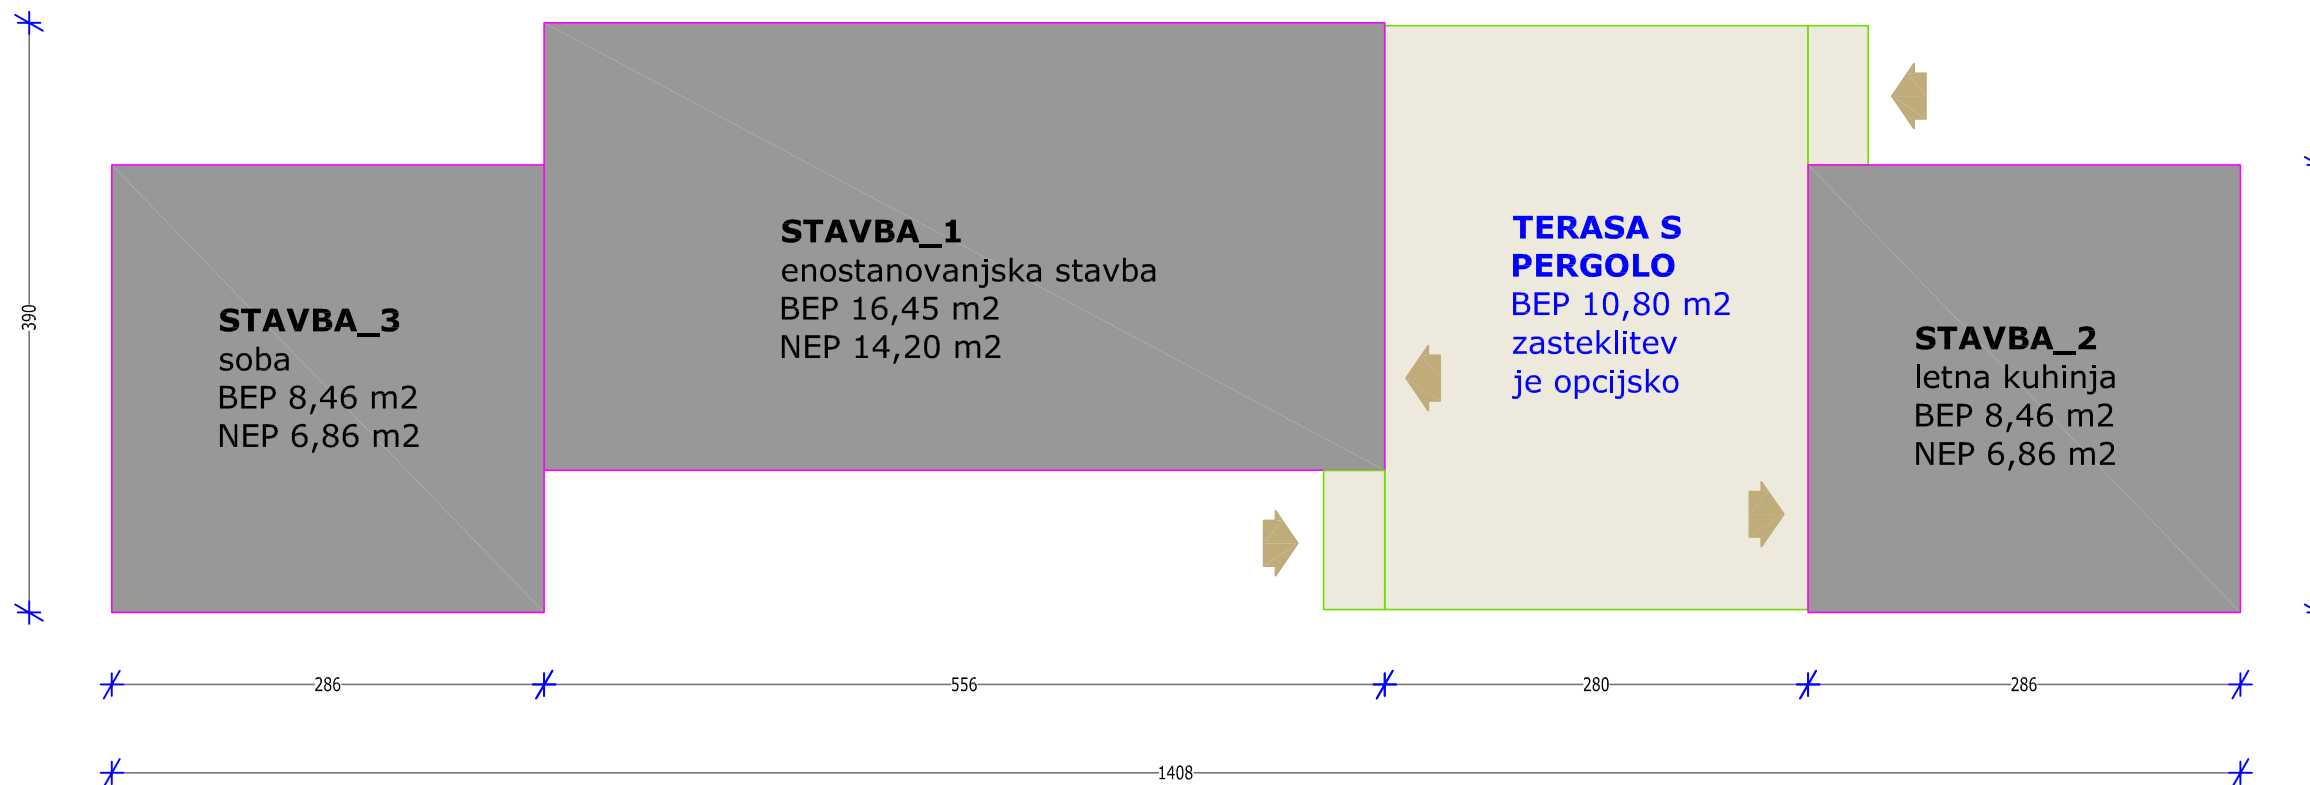 STAVBA_1
enostanovanjska stavba
BEP 16,45 m2
NEP 14,20 m2
TERASA S
PERGOLO
BEP 10,80 m2
zasteklitev
je opcijsko
STAVBA_3
soba
BEP 8,46 m2
NEP 6,86 m2
STAVBA_2
letna kuhinja
BEP 8,46 m2
NEP 6,86 m2
390
286
556
280
286
1408